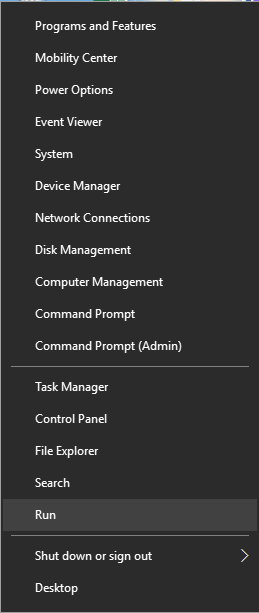 Programs and Features
Mobility Center
Power Options
Event Viewer
System
Device Manager
Network Connections
Disk Management
Computer Management
Command Prompt
Command Prompt (Admin)
Task Manager
Control Panel
File Explorer
Search
Run
Shut down or sign out
Desktop